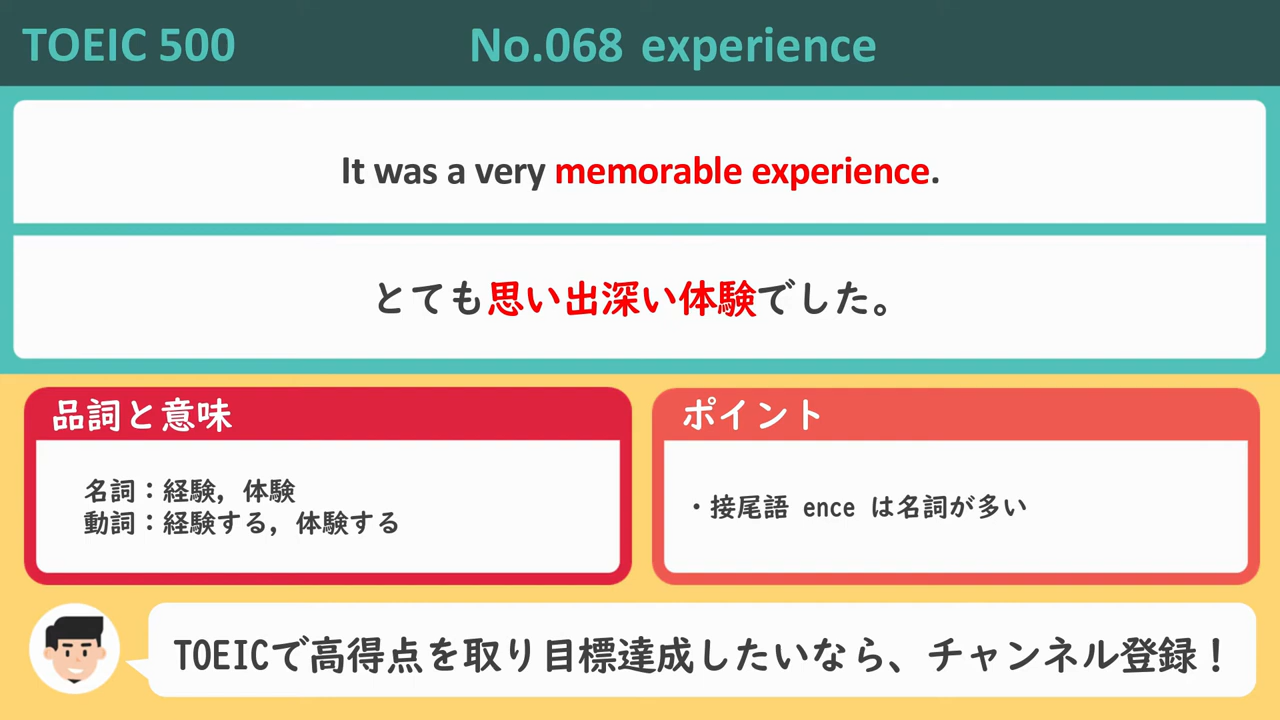 TOEIC 500
No.068 experience
It was a very memorable experience.
とても思い出深い体験でした。
品詞と意味
名詞：経験，体験
動詞：経験する，体験する
ポイント
・接尾語 ence は名詞が多い
TOEICで高得点を取り目標達成したいなら、チャンネル登録！